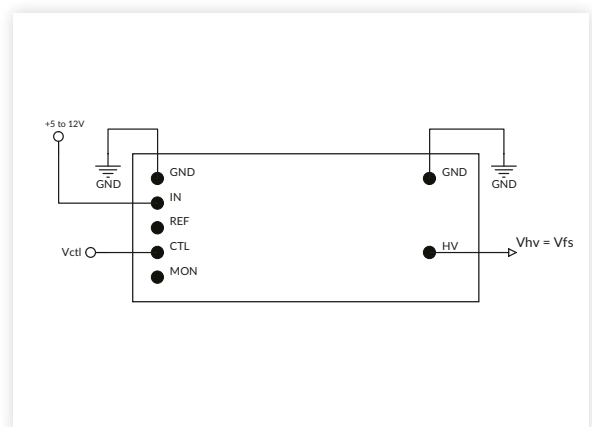 +5 to 12V
GND
GND
IN
REF
Vctl
CTL
MON
GND
GND
HV
Vhv = Vfs